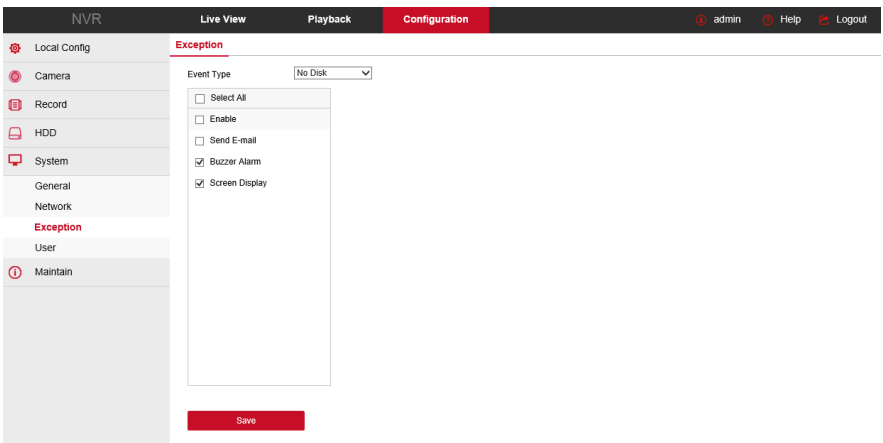 NVR Live View Playback Configuration admin Help Logout
Local Config
Camera
Record
HDD
System
General
Network
Exception
User
Maintain
Exception
Event Type No Disk
Select All
Enable
Send E-mail
Buzzer Alarm
Screen Display
Save